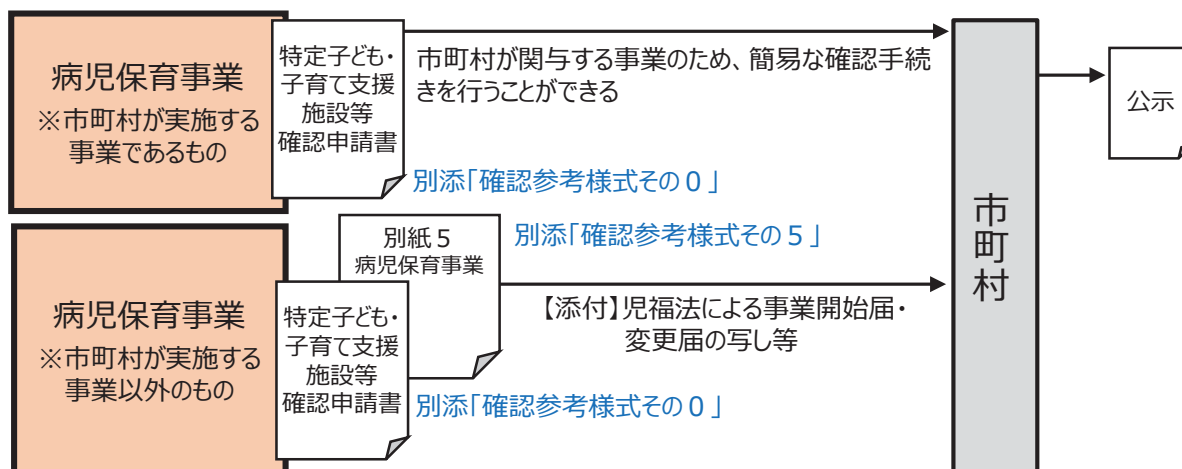 病児保育事業
※市町村が実施する
事業であるもの
特定子ども・
子育て支援
施設等
確認申請書
市町村が関与する事業のため、簡易な確認手続
きを行うことができる
別添「確認参考様式その０」
市町村
公示
病児保育事業
※市町村が実施する
事業以外のもの
別紙５
病児保育事業
別添「確認参考様式その５」
特定子ども・
子育て支援
施設等
確認申請書
【添付】児福法による事業開始届・
変更届の写し等
別添「確認参考様式その０」